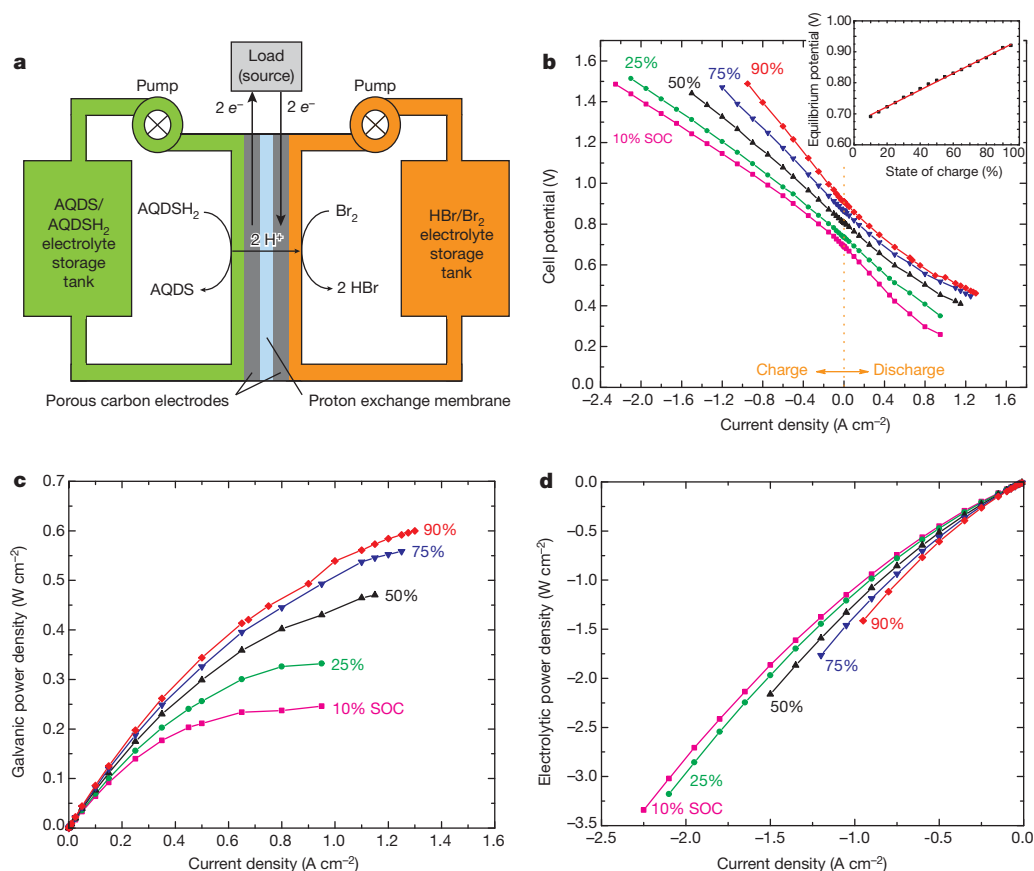 a
Load
(source)
Pump
Pump
2 e⁻
2 e⁻
AQDS/
AQDSH₂
electrolyte
storage
tank
AQDSH₂
Br₂
2 H⁺
AQDS
2 HBr
HBr/Br₂
electrolyte
storage
tank
Porous carbon electrodes
Proton exchange membrane
b
1.8
1.6
1.4
1.2
1.0
0.8
0.6
0.4
0.2
0.0
Cell potential (V)
25%
50%
75%
90%
10% SOC
Charge
Discharge
−2.4 −2.0 −1.6 −1.2 −0.8 −0.4 0.0 0.4 0.8 1.2
Current density (A cm⁻²)
1.00
0.90
0.80
0.70
0.60
Equilibrium potential (V)
0 20 40 60 80 100
State of charge (%)
c
0.7
0.6
0.5
0.4
0.3
0.2
0.1
0.0
Galvanic power density (W cm⁻²)
90%
75%
50%
25%
10% SOC
0.0 0.2 0.4 0.6 0.8 1.0 1.2 1.4 1.6
Current density (A cm⁻²)
d
0.0
−0.5
−1.0
−1.5
−2.0
−2.5
−3.0
−3.5
Electrolytic power density (W cm⁻²)
90%
75%
50%
25%
10% SOC
−2.5 −2.0 −1.5 −1.0 −0.5 0.0
Current density (A cm⁻²)